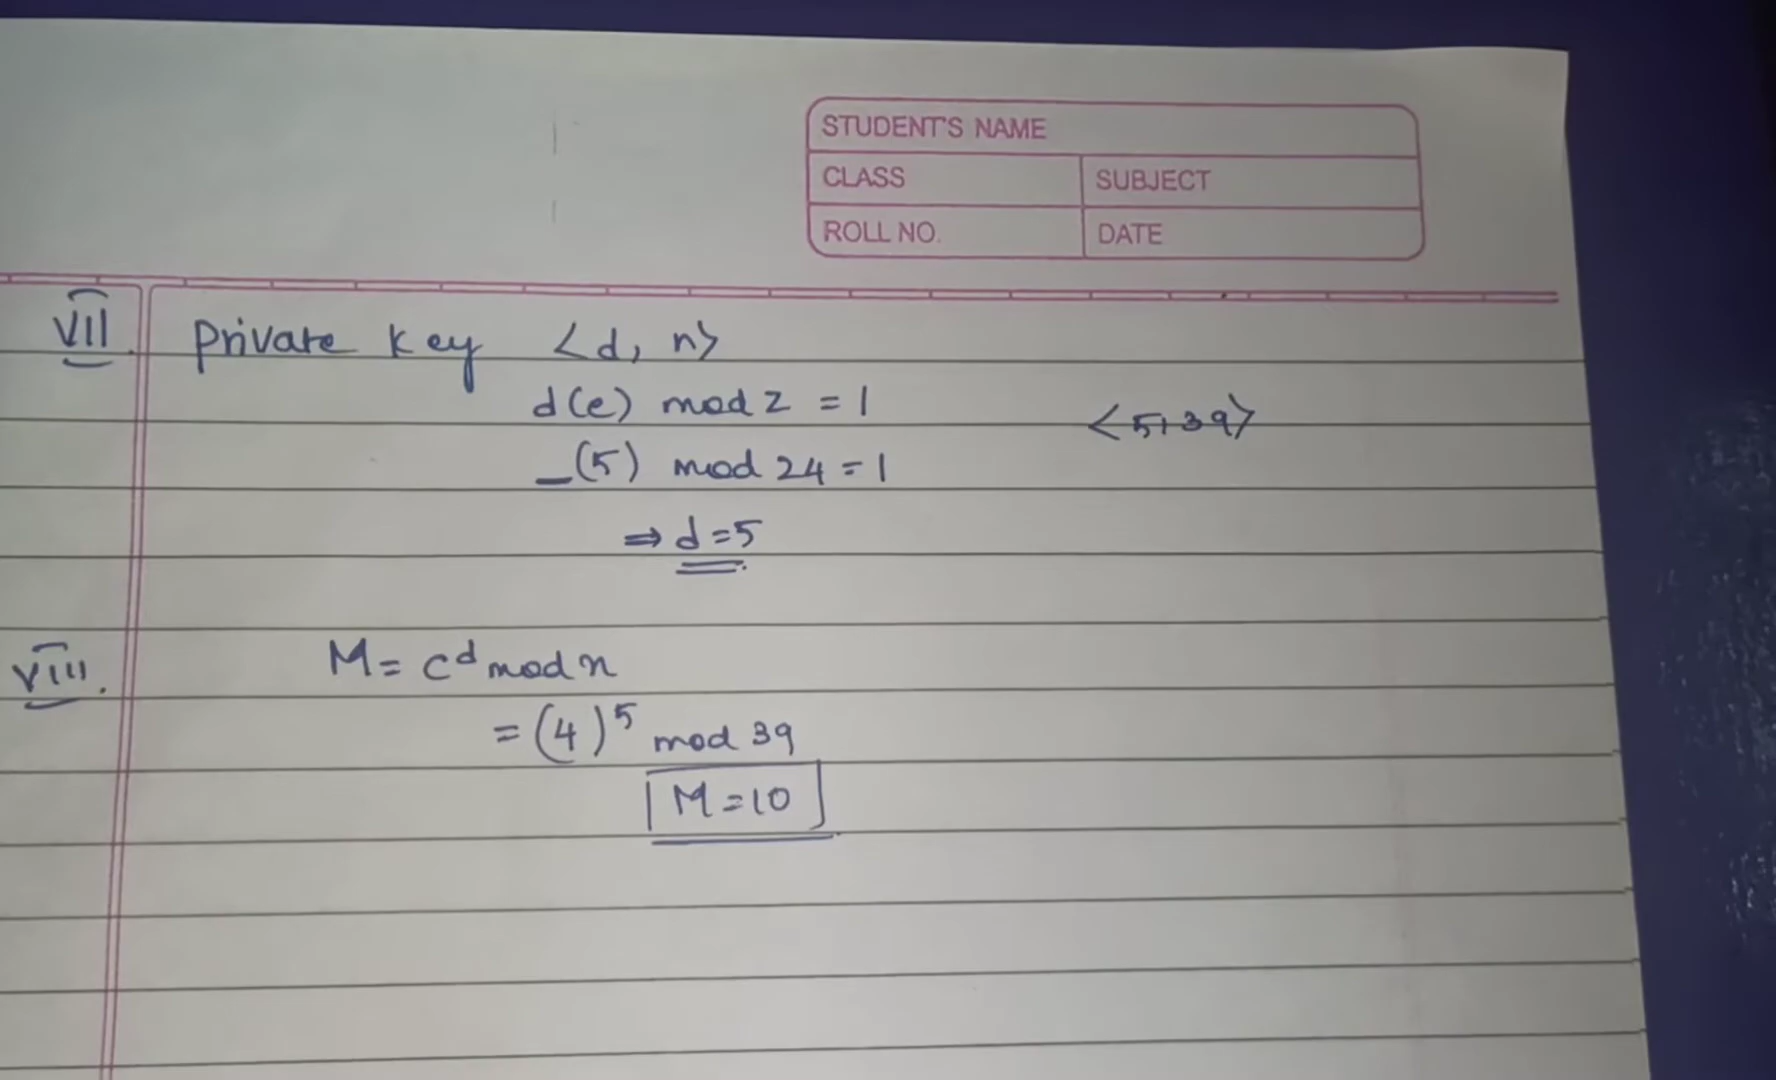 STUDENT'S NAME
CLASS SUBJECT
ROLL NO. DATE
VII. Private key <d, n>
d(e) mod z = 1
<5, 39>
_(5) mod 24 = 1
⇒ d = 5
VIII. M = C^d mod n
= (4)^5 mod 39
M = 10